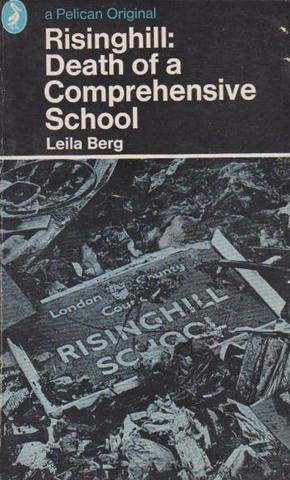 a Pelican Original
Risinghill:
Death of a
Comprehensive
School
Leila Berg
London County
Council
RISINGHILL
SCHOOL